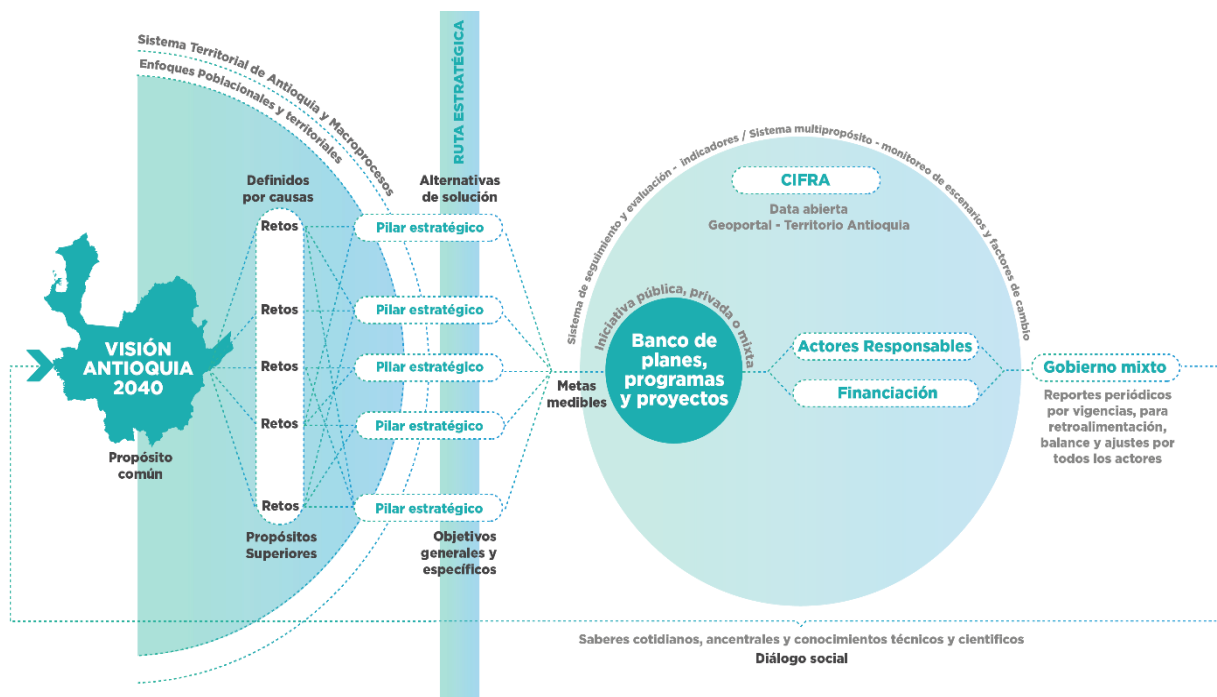 Sistema Territorial de Antioquia y Macroprocesos
Enfoques Poblacionales y territoriales
RUTA ESTRATÉGICA
VISIÓN
ANTIOQUIA
2040
Propósito
común
Definidos
por causas
Retos
Retos
Retos
Retos
Retos
Propósitos
Superiores
Alternativas
de solución
Pilar estratégico
Pilar estratégico
Pilar estratégico
Pilar estratégico
Pilar estratégico
Objetivos
generales y
específicos
Metas
medibles
Sistema de seguimiento y evaluación - indicadores / Sistema multipropósito - monitoreo de escenarios y factores de cambio
CIFRA
Data abierta
Geoportal - Territorio Antioquia
Iniciativa pública, privada o mixta
Banco de
planes,
programas
y proyectos
Actores Responsables
Financiación
Gobierno mixto
Reportes periódicos
por vigencias, para
retroalimentación,
balance y ajustes por
todos los actores
Saberes cotidianos, ancentrales y conocimientos técnicos y cientificos
Diálogo social